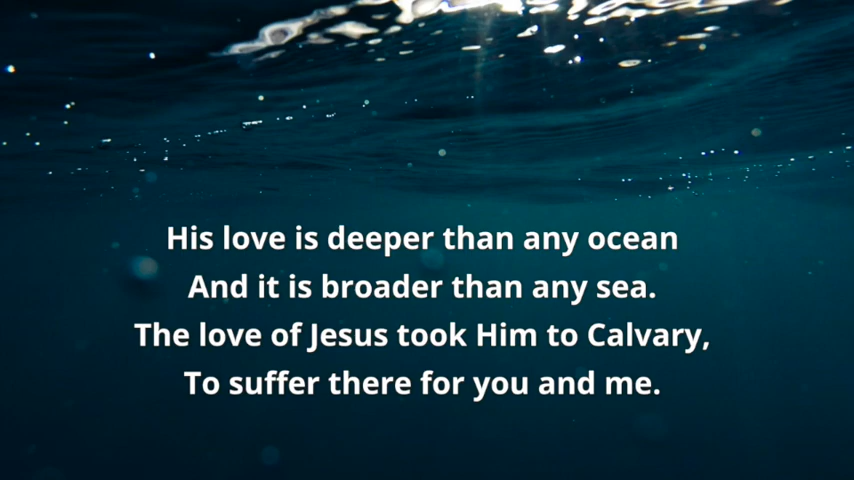 His love is deeper than any ocean
And it is broader than any sea.
The love of Jesus took Him to Calvary,
To suffer there for you and me.